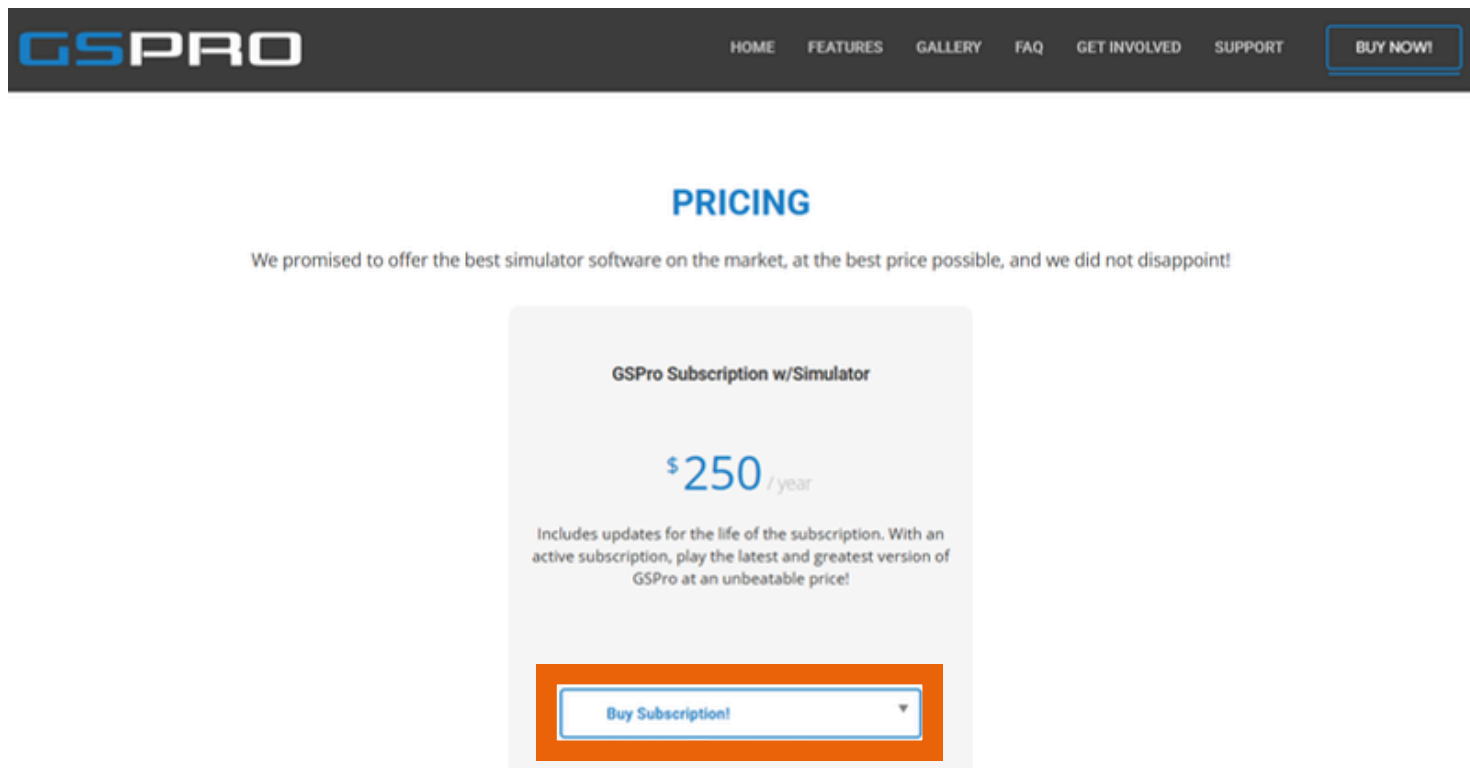 GSPRO
HOME FEATURES GALLERY FAQ GET INVOLVED SUPPORT BUY NOW!
PRICING
We promised to offer the best simulator software on the market, at the best price possible, and we did not disappoint!
GSPro Subscription w/Simulator
$250 / year
Includes updates for the life of the subscription. With an
active subscription, play the latest and greatest version of
GSPro at an unbeatable price!
Buy Subscription!